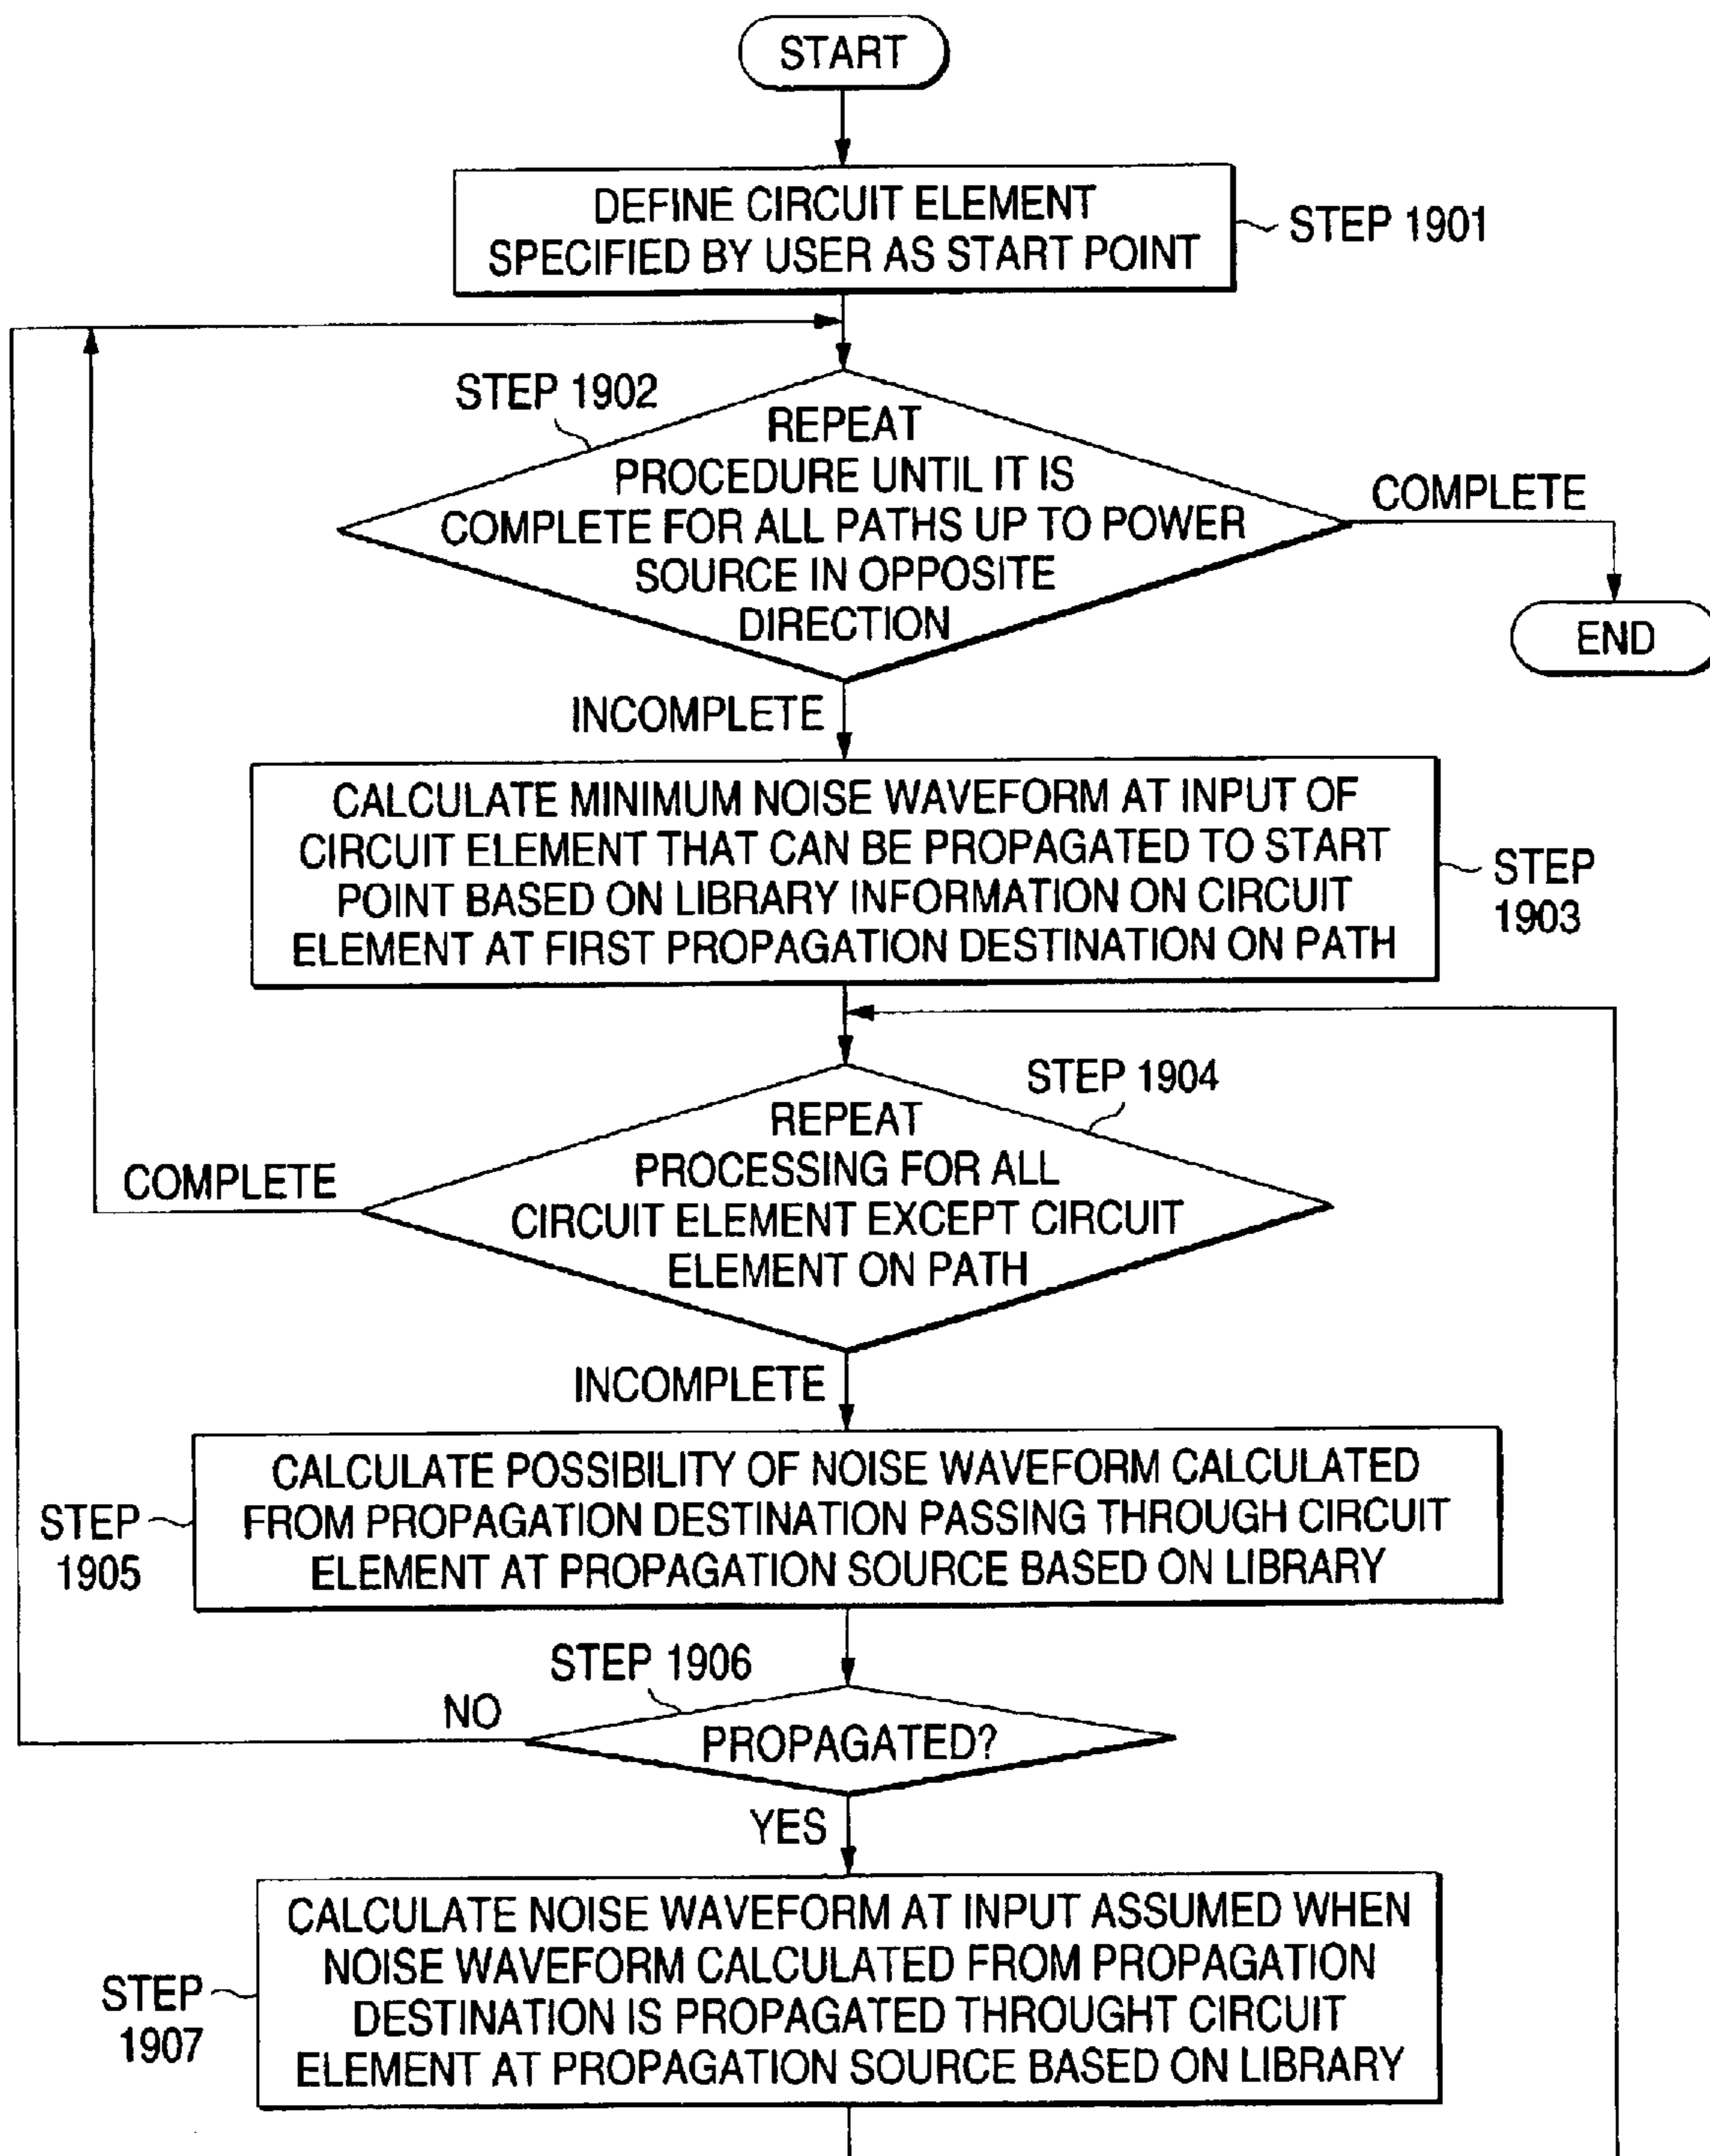 START
DEFINE CIRCUIT ELEMENT
SPECIFIED BY USER AS START POINT
STEP 1901
STEP 1902
REPEAT
PROCEDURE UNTIL IT IS
COMPLETE FOR ALL PATHS UP TO POWER
SOURCE IN OPPOSITE
DIRECTION
COMPLETE
END
INCOMPLETE
CALCULATE MINIMUM NOISE WAVEFORM AT INPUT OF
CIRCUIT ELEMENT THAT CAN BE PROPAGATED TO START
POINT BASED ON LIBRARY INFORMATION ON CIRCUIT
ELEMENT AT FIRST PROPAGATION DESTINATION ON PATH
STEP
1903
STEP 1904
REPEAT
PROCESSING FOR ALL
CIRCUIT ELEMENT EXCEPT CIRCUIT
ELEMENT ON PATH
COMPLETE
INCOMPLETE
CALCULATE POSSIBILITY OF NOISE WAVEFORM CALCULATED
FROM PROPAGATION DESTINATION PASSING THROUGH CIRCUIT
ELEMENT AT PROPAGATION SOURCE BASED ON LIBRARY
STEP
1905
STEP 1906
NO
PROPAGATED?
YES
CALCULATE NOISE WAVEFORM AT INPUT ASSUMED WHEN
NOISE WAVEFORM CALCULATED FROM PROPAGATION
DESTINATION IS PROPAGATED THROUGHT CIRCUIT
ELEMENT AT PROPAGATION SOURCE BASED ON LIBRARY
STEP
1907